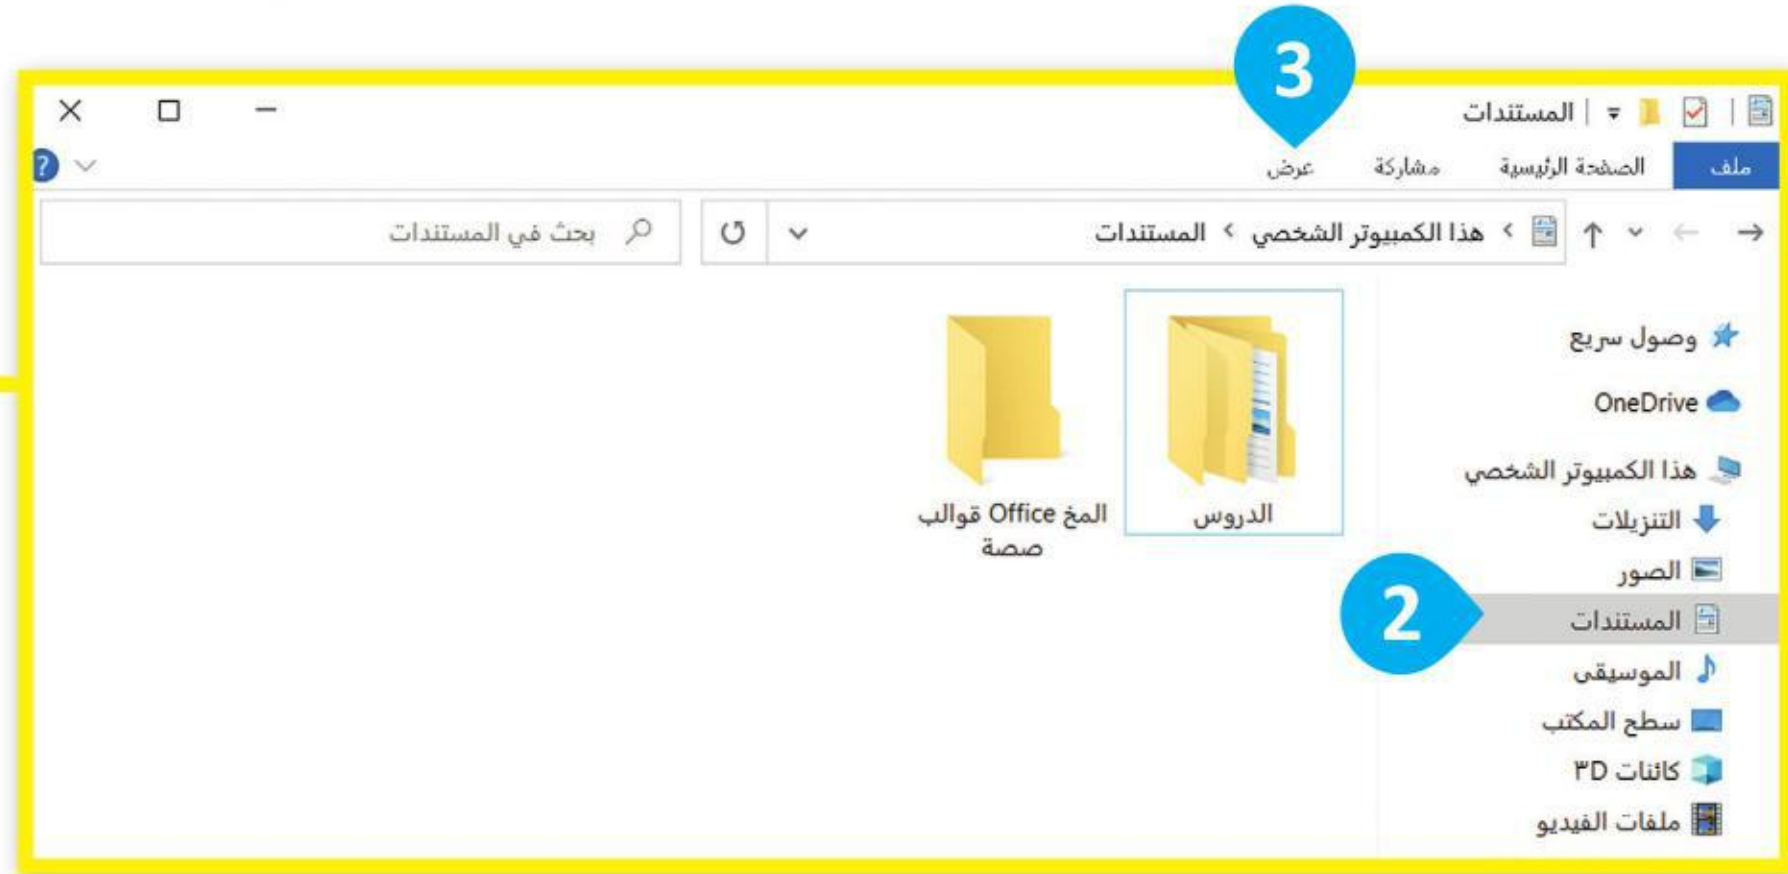 3
المستندات
ملف الصفحة الرئيسية مشاركة عرض
?
هذا الكمبيوتر الشخصي › المستندات
بحث في المستندات
وصول سريع
OneDrive
هذا الكمبيوتر الشخصي
التنزيلات
الصور
المستندات
الموسيقى
سطح المكتب
كائنات ٣D
ملفات الفيديو
2
الدروس
المخ Office قوالب
صصة